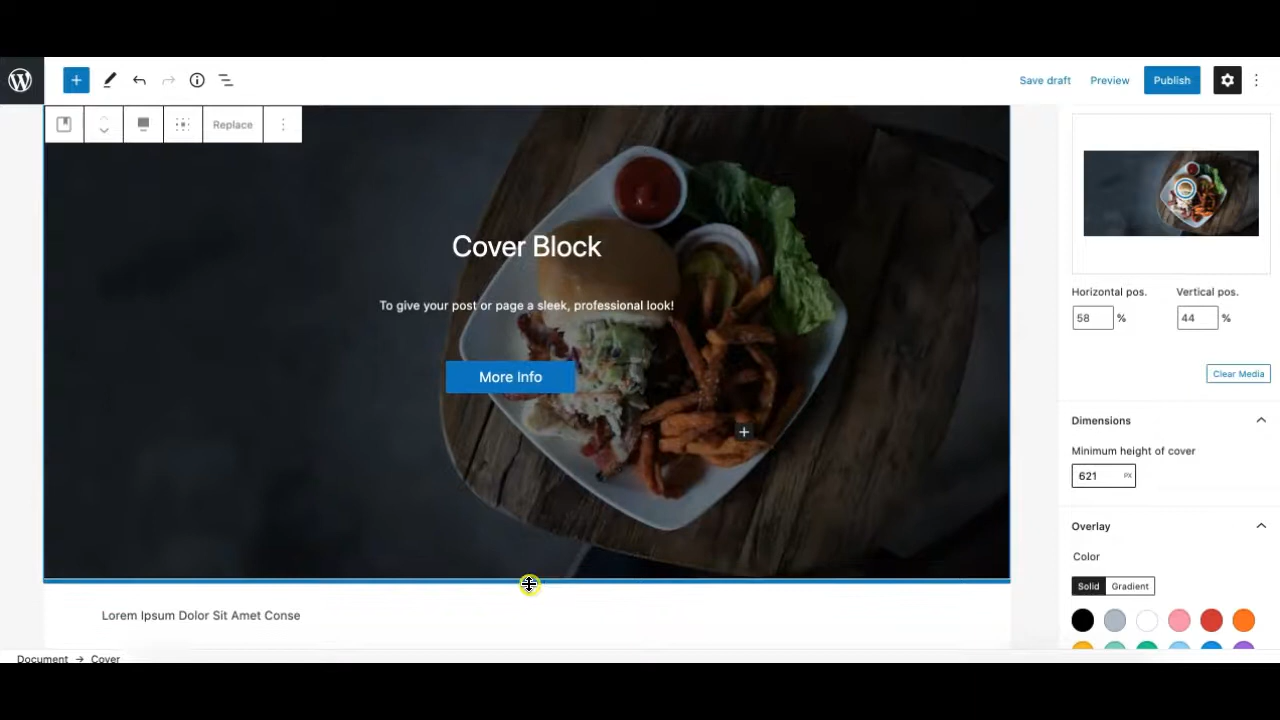 Save draft
Preview
Publish
Replace
Cover Block
To give your post or page a sleek, professional look!
More Info
Lorem Ipsum Dolor Sit Amet Conse
Document → Cover
Horizontal pos.
Vertical pos.
58 %
44 %
Clear Media
Dimensions
Minimum height of cover
621 PX
Overlay
Color
Solid
Gradient